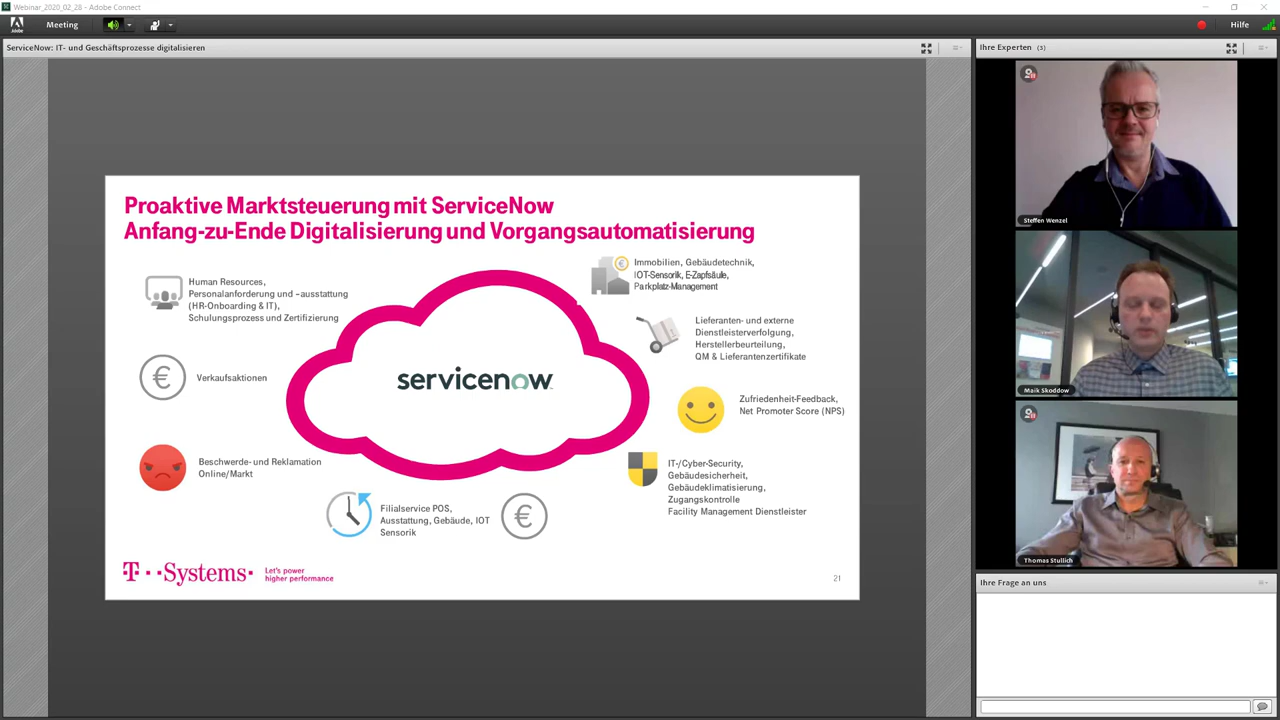 Webinar_2020_02_28 - Adobe Connect
Adobe
Meeting
Hilfe
ServiceNow: IT- und Geschäftsprozesse digitalisieren
Proaktive Marktsteuerung mit ServiceNow
Anfang-zu-Ende Digitalisierung und Vorgangsautomatisierung
Human Resources,
Personalanforderung und –ausstattung
(HR-Onboarding & IT),
Schulungsprozess und Zertifizierung
€
Verkaufsaktionen
Beschwerde- und Reklamation
Online/Markt
Filialservice POS,
Ausstattung, Gebäude, IOT
Sensorik
€
servicenow
€
Immobilien, Gebäudetechnik,
IOT-Sensorik, E-Zapfsäule,
Parkplatz-Management
Lieferanten- und externe
Dienstleisterverfolgung,
Herstellerbeurteilung,
QM & Lieferantenzertifikate
Zufriedenheit-Feedback,
Net Promoter Score (NPS)
IT-/Cyber-Security,
Gebäudesicherheit,
Gebäudeklimatisierung,
Zugangskontrolle
Facility Management Dienstleister
T · · Systems ·
Let's power
higher performance
21
Ihre Experten (3)
Steffen Wenzel
Maik Skoddow
Thomas Stullich
Ihre Frage an uns